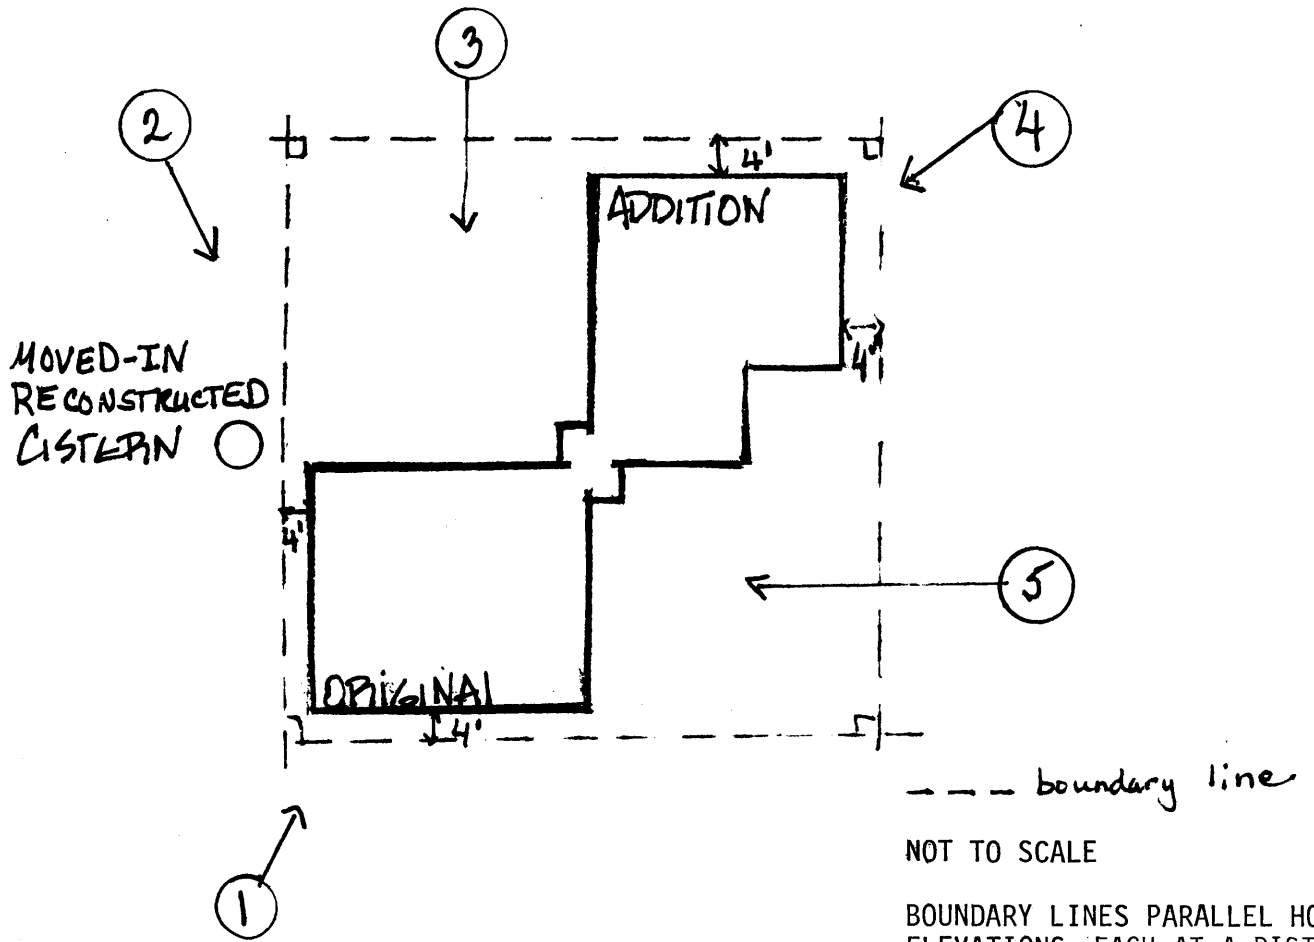 3
2
4
4'
ADDITION
4'
MOVED-IN
RECONSTRUCTED
CISTERN
4'
5
ORIGINAL
4'
--- boundary line
NOT TO SCALE
1
BOUNDARY LINES PARALLEL HO
ELEVATIONS, EACH AT A DIST